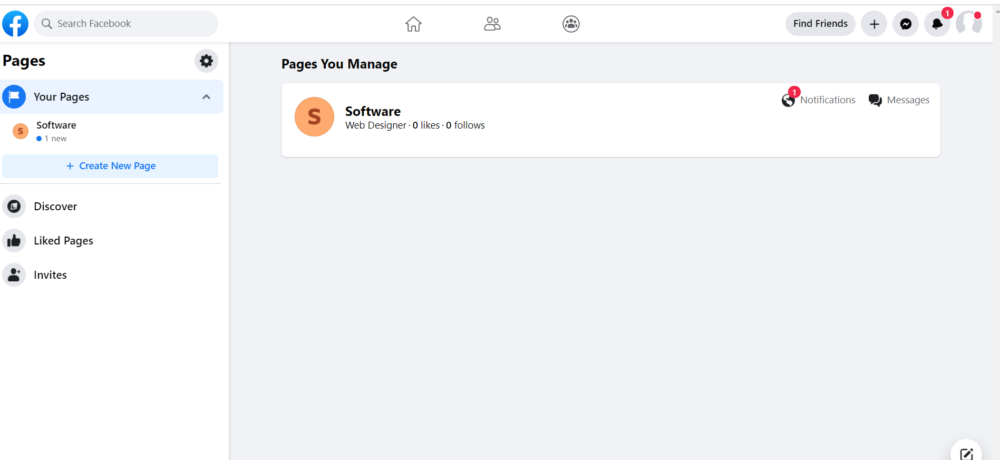 Search Facebook
Find Friends
1
Pages
Your Pages
S
Software
1 new
+ Create New Page
Discover
Liked Pages
Invites
Pages You Manage
S
Software
Web Designer · 0 likes · 0 follows
1
Notifications
Messages